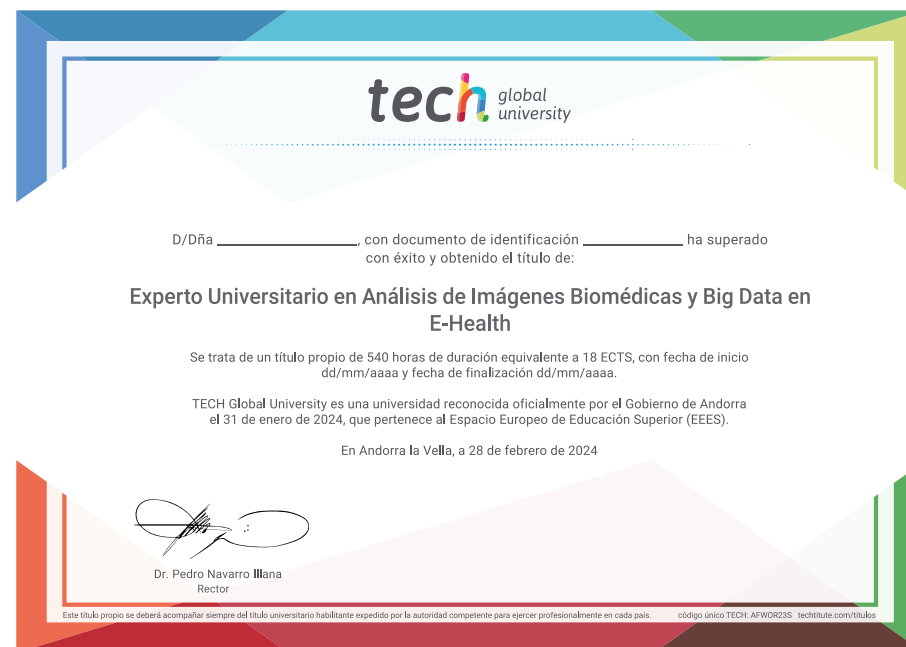 tech global university
D/Dña ____________________, con documento de identificación ______________ ha superado
con éxito y obtenido el título de:
Experto Universitario en Análisis de Imágenes Biomédicas y Big Data en
E-Health
Se trata de un título propio de 540 horas de duración equivalente a 18 ECTS, con fecha de inicio
dd/mm/aaaa y fecha de finalización dd/mm/aaaa.
TECH Global University es una universidad reconocida oficialmente por el Gobierno de Andorra
el 31 de enero de 2024, que pertenece al Espacio Europeo de Educación Superior (EEES).
En Andorra la Vella, a 28 de febrero de 2024
Dr. Pedro Navarro Illana
Rector
Este título propio se deberá acompañar siempre del título universitario habilitante expedido por la autoridad competente para ejercer profesionalmente en cada país. código único TECH: AFWOR23S techtitute.com/titulos